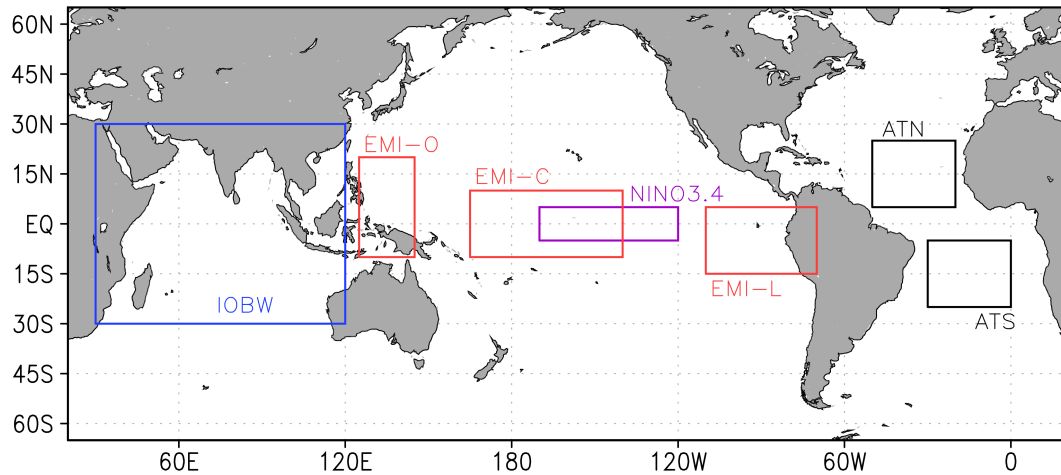 60N
45N
30N
15N
EQ
15S
30S
45S
60S
EMI-O
EMI-C
NINO3.4
EMI-L
IOBW
ATN
ATS
60E
120E
180
120W
60W
0